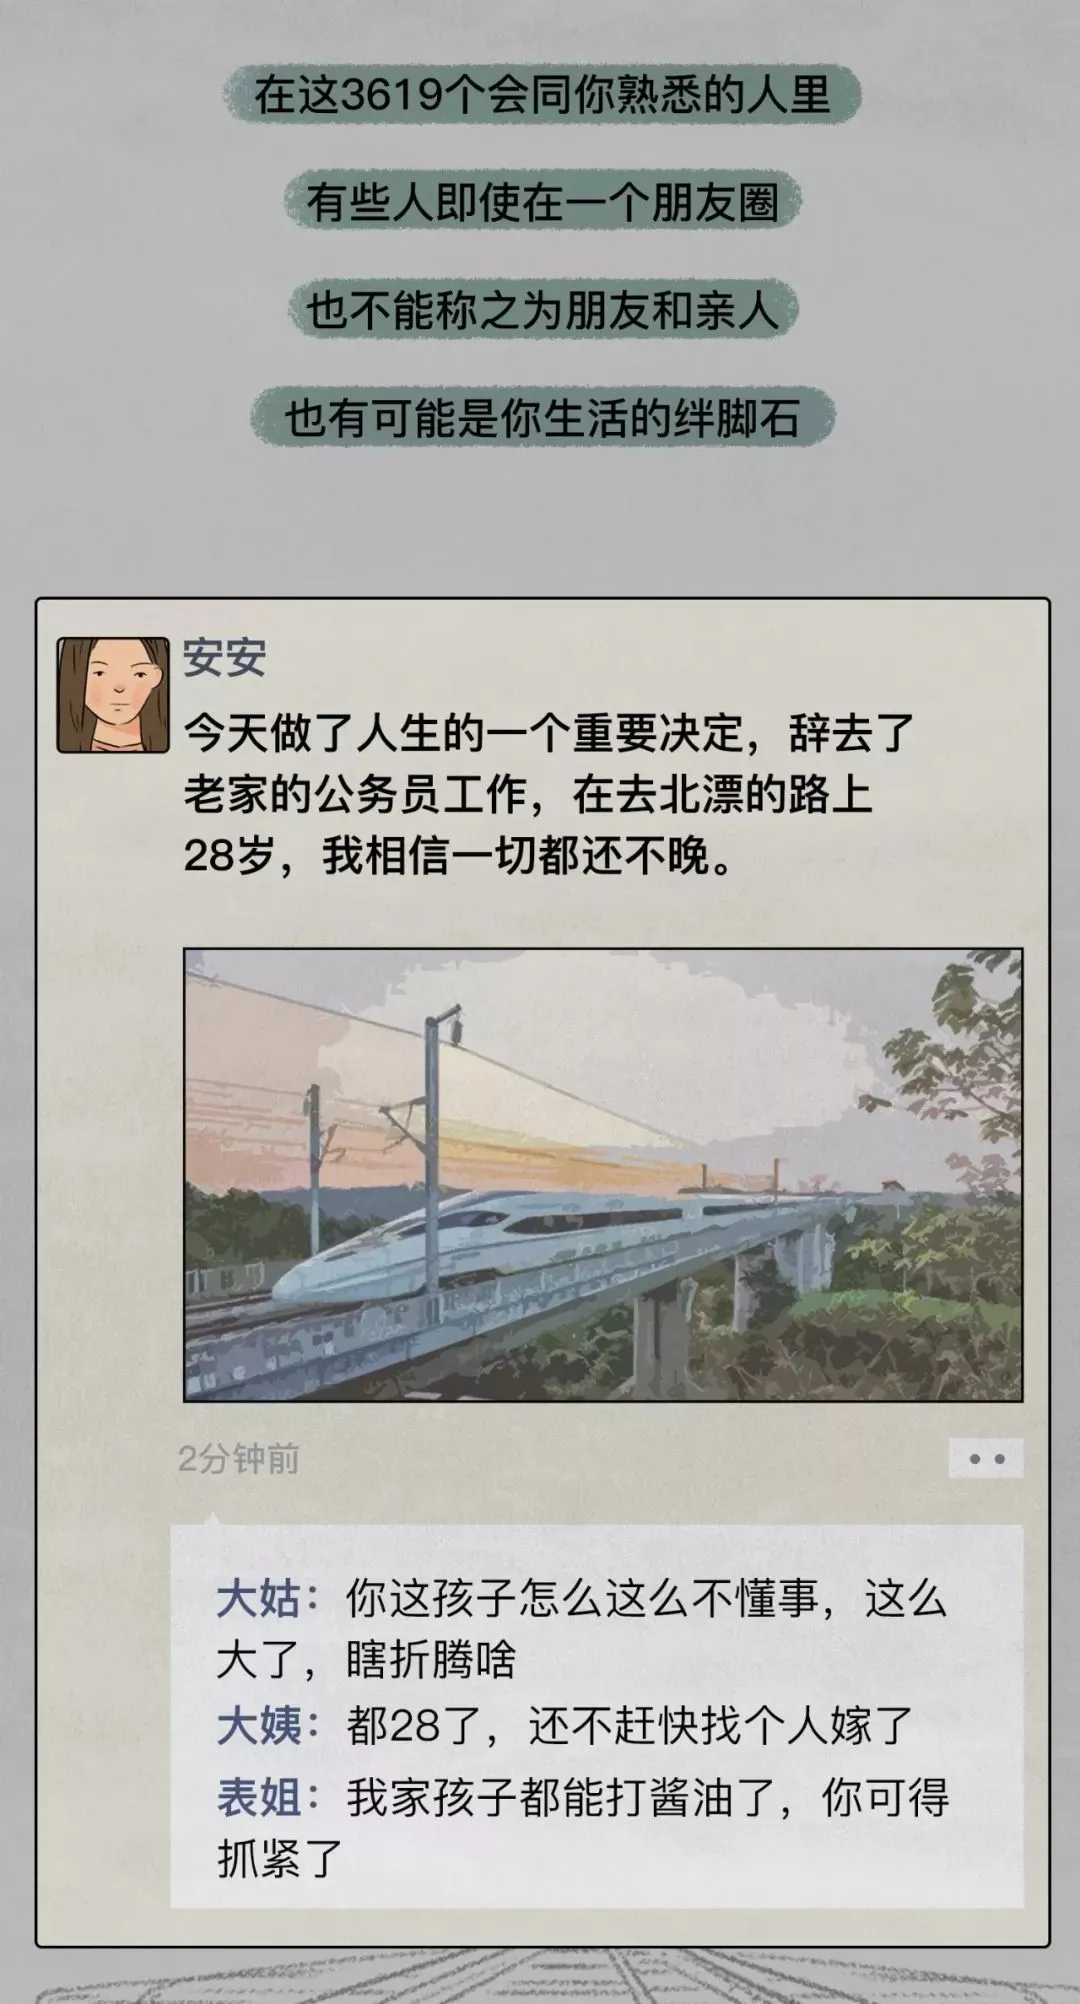 在这3619个会同你熟悉的人里
有些人即使在一个朋友圈
也不能称之为朋友和亲人
也有可能是你生活的绊脚石
安安
今天做了人生的一个重要决定，辞去了
老家的公务员工作，在去北漂的路上
28岁，我相信一切都还不晚。
2分钟前
大姑：你这孩子怎么这么不懂事，这么
大了，瞎折腾啥
大姨：都28了，还不赶快找个人嫁了
表姐：我家孩子都能打酱油了，你可得
抓紧了